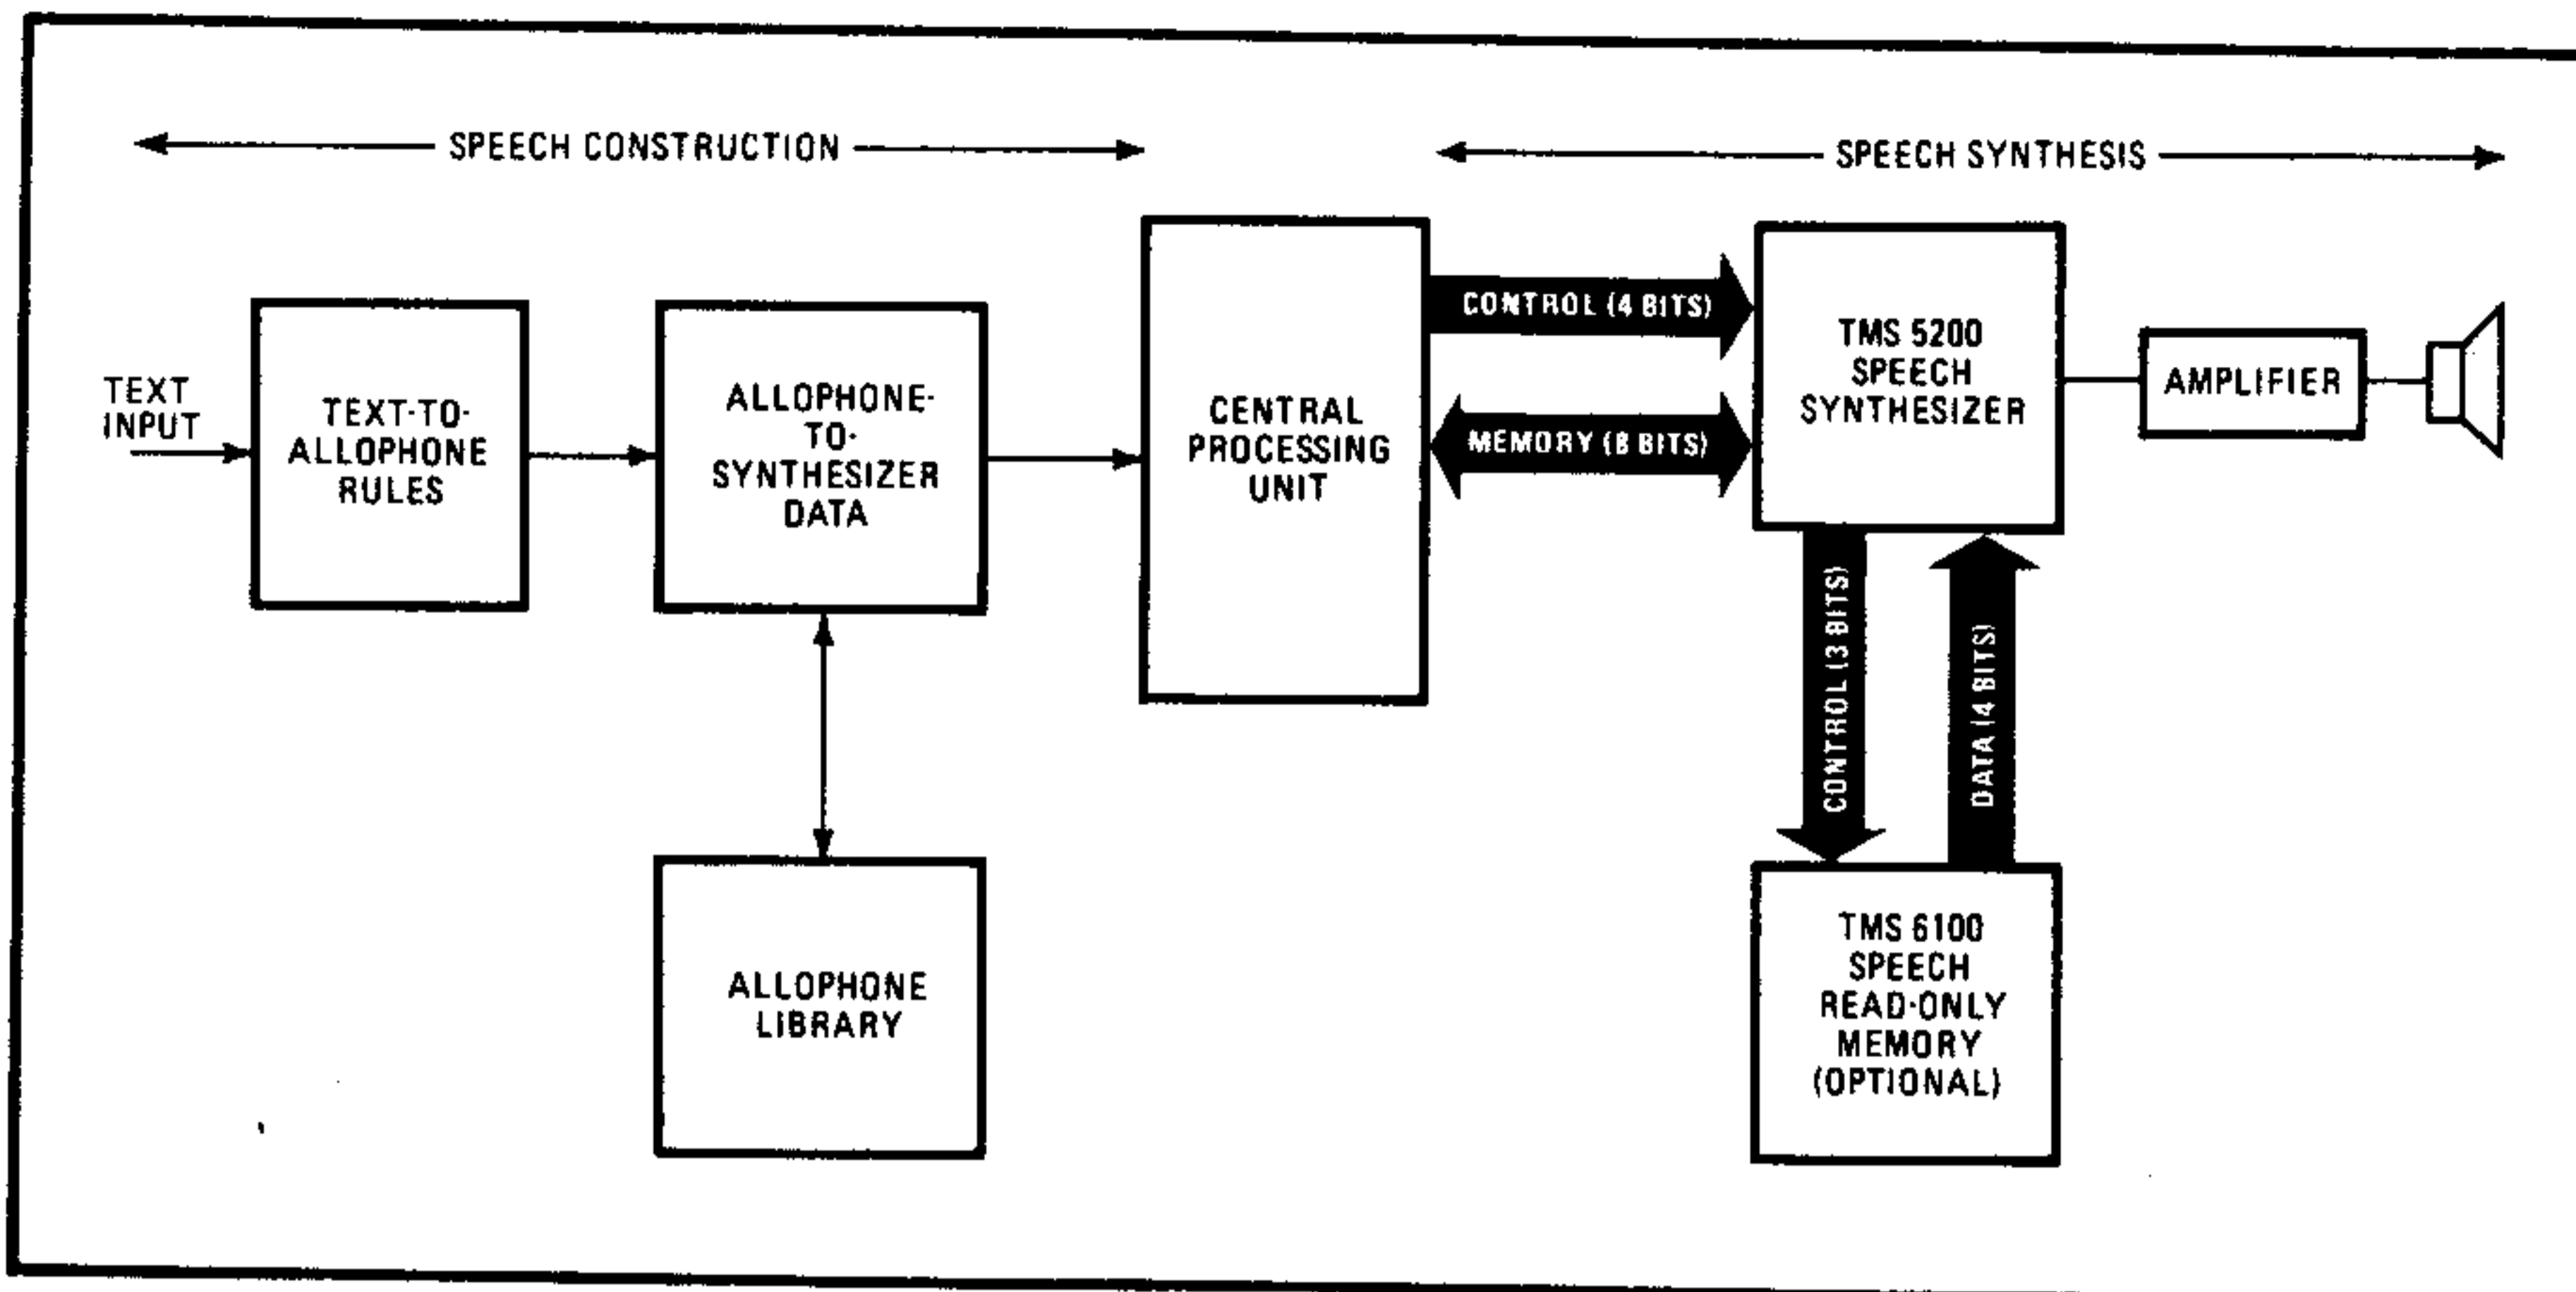 SPEECH CONSTRUCTION
SPEECH SYNTHESIS
TEXT
INPUT
TEXT-TO-
ALLOPHONE
RULES
ALLOPHONE-
TO-
SYNTHESIZER
DATA
ALLOPHONE
LIBRARY
CENTRAL
PROCESSING
UNIT
CONTROL (4 BITS)
MEMORY (8 BITS)
TMS 5200
SPEECH
SYNTHESIZER
AMPLIFIER
CONTROL (3 BITS)
DATA (4 BITS)
TMS 6100
SPEECH
READ-ONLY
MEMORY
(OPTIONAL)